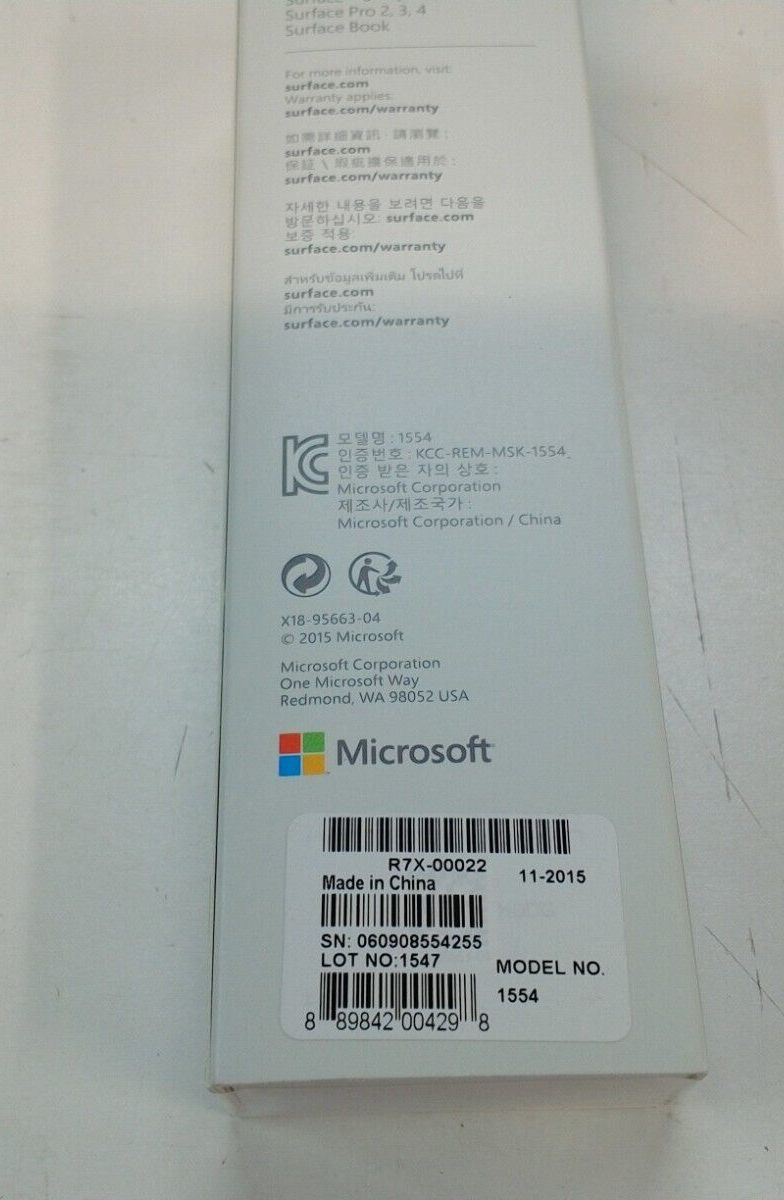 Surface Pro 2, 3, 4
Surface Book
For more information, visit:
surface.com
Warranty applies:
surface.com/warranty
如需詳細資訊，請瀏覽：
surface.com
保証 \ 瑕疵擔保適用於：
surface.com/warranty
자세한 내용을 보려면 다음을
방문하십시오: surface.com
보증 적용:
surface.com/warranty
สำหรับข้อมูลเพิ่มเติม โปรดไปที่
surface.com
มีการรับประกัน:
surface.com/warranty
모델명 : 1554
인증번호 : KCC-REM-MSK-1554
인증 받은 자의 상호 :
Microsoft Corporation
제조사/제조국가 :
Microsoft Corporation / China
X18-95663-04
© 2015 Microsoft
Microsoft Corporation
One Microsoft Way
Redmond, WA 98052 USA
Microsoft
R7X-00022
Made in China
11-2015
SN: 060908554255
LOT NO:1547
MODEL NO.
1554
8 89842 00429 8